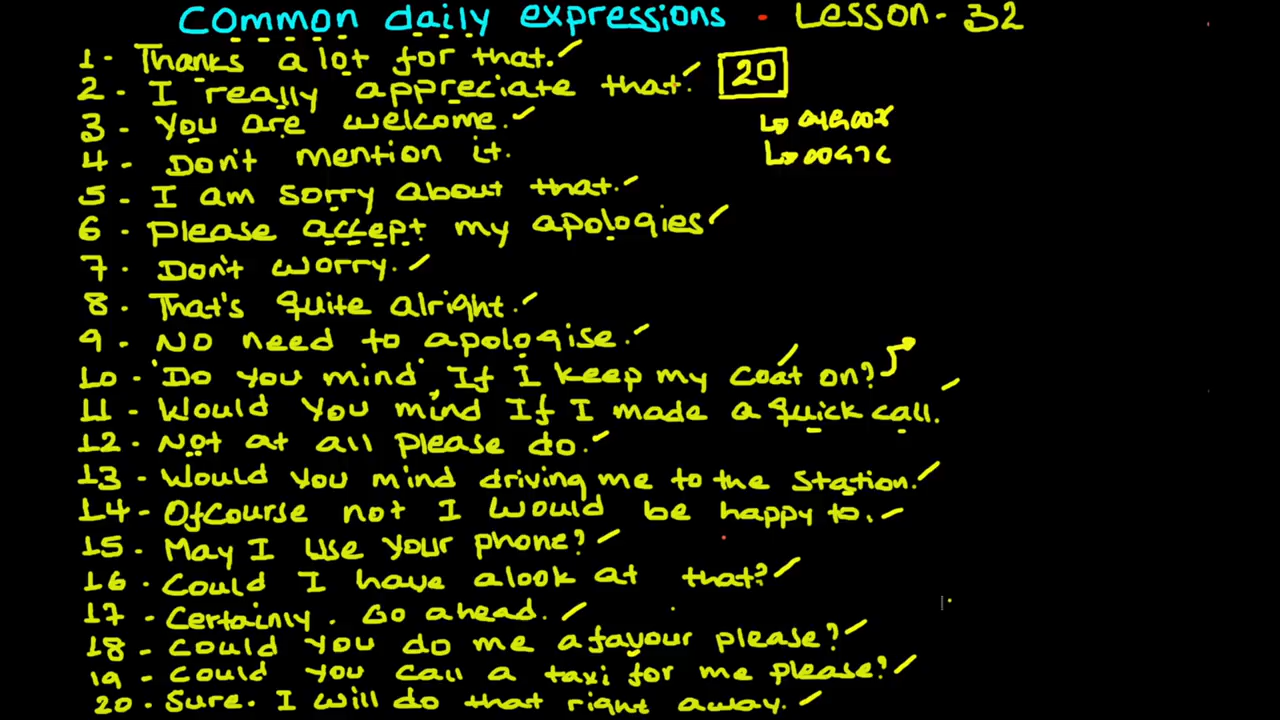 Common daily expressions - Lesson - 32
1 - Thanks a lot for that.
20
2 - I really appreciate that.
3 - You are welcome.
4 - Don't mention it.
5 - I am sorry about that.
6 - Please accept my apologies
7 - Don't worry.
8 - That's quite alright.
9 - No need to apologise.
10 - "Do you mind", If I keep my coat on?
11 - Would you mind If I made a quick call.
12 - Not at all please do.
13 - Would you mind driving me to the Station.
14 - Ofcourse not I would be happy to.
15 - May I use your phone?
16 - Could I have alook at that?
17 - Certainly. Go ahead.
18 - Could you do me a favour please?
19 - Could you call a taxi for me please?
20 - Sure. I will do that right away.